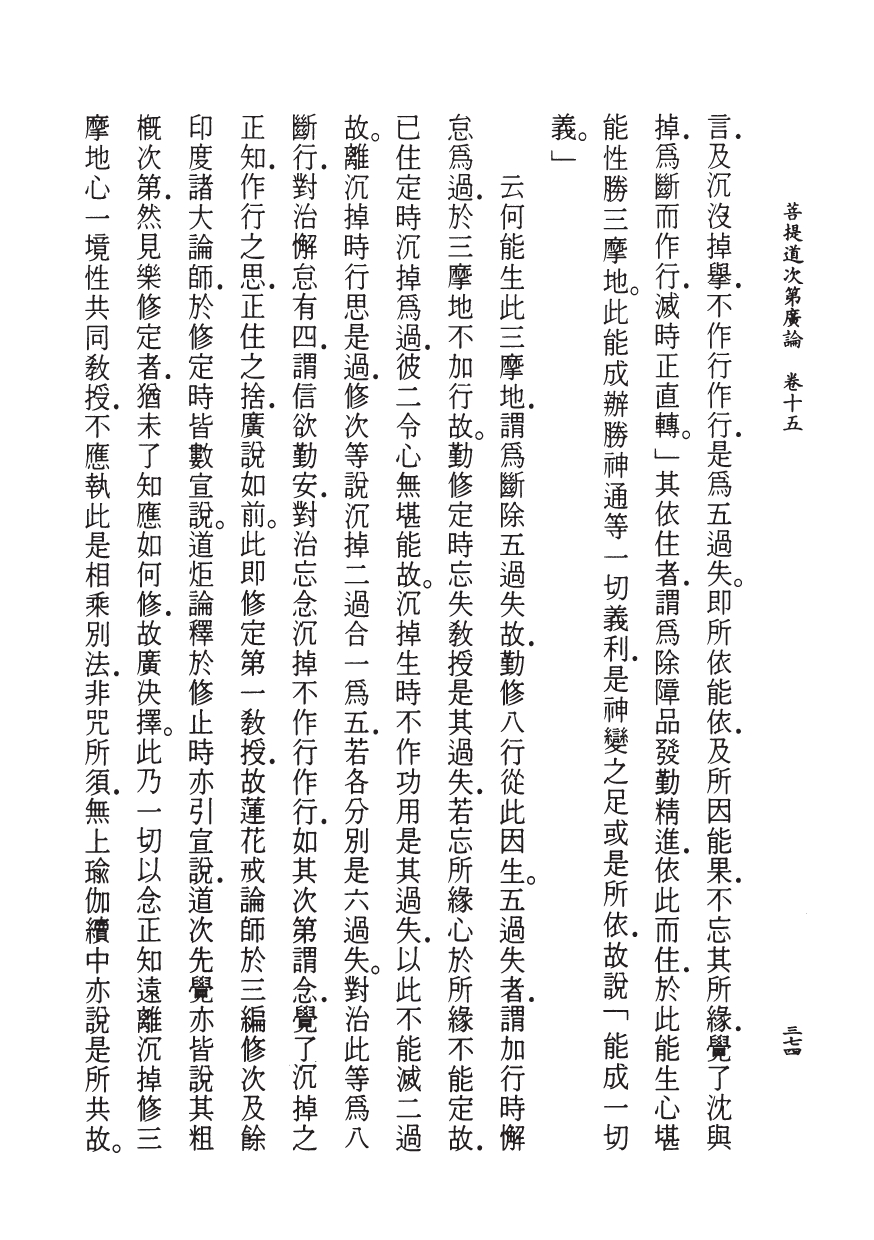 菩提道次第廣論　卷十五
三七四
言．及沉沒掉擧．不作行作行．是爲五過失。即所依能依．及所因能果．不忘其所緣．覺了沈與
掉．爲斷而作行．滅時正直轉。」其依住者．謂爲除障品發勤精進．依此而住．於此能生心堪
能性勝三摩地。此能成辦勝神通等一切義利．是神變之足或是所依．故說「能成一切
義。」
云何能生此三摩地．謂爲斷除五過失故．勤修八行從此因生。五過失者．謂加行時懈
怠爲過．於三摩地不加行故。勤修定時忘失敎授是其過失．若忘所緣心於所緣不能定故．
已住定時沉掉爲過．彼二令心無堪能故。沉掉生時不作功用是其過失．以此不能滅二過
故。離沉掉時行思是過．修次等說沉掉二過合一爲五．若各分別是六過失。對治此等爲八
斷行．對治懈怠有四．謂信欲勤安．對治忘念沉掉不作行作行．如其次第謂念．覺了沉掉之
正知．作行之思．正住之捨．廣說如前。此即修定第一敎授．故蓮花戒論師於三編修次及餘
印度諸大論師．於修定時皆數宣說。道炬論釋於修止時亦引宣說．道次先覺亦皆說其粗
槪次第．然見樂修定者．猶未了知應如何修．故廣決擇。此乃一切以念正知遠離沉掉修三
摩地心一境性共同敎授．不應執此是相乘別法．非咒所須．無上瑜伽續中亦說是所共故。